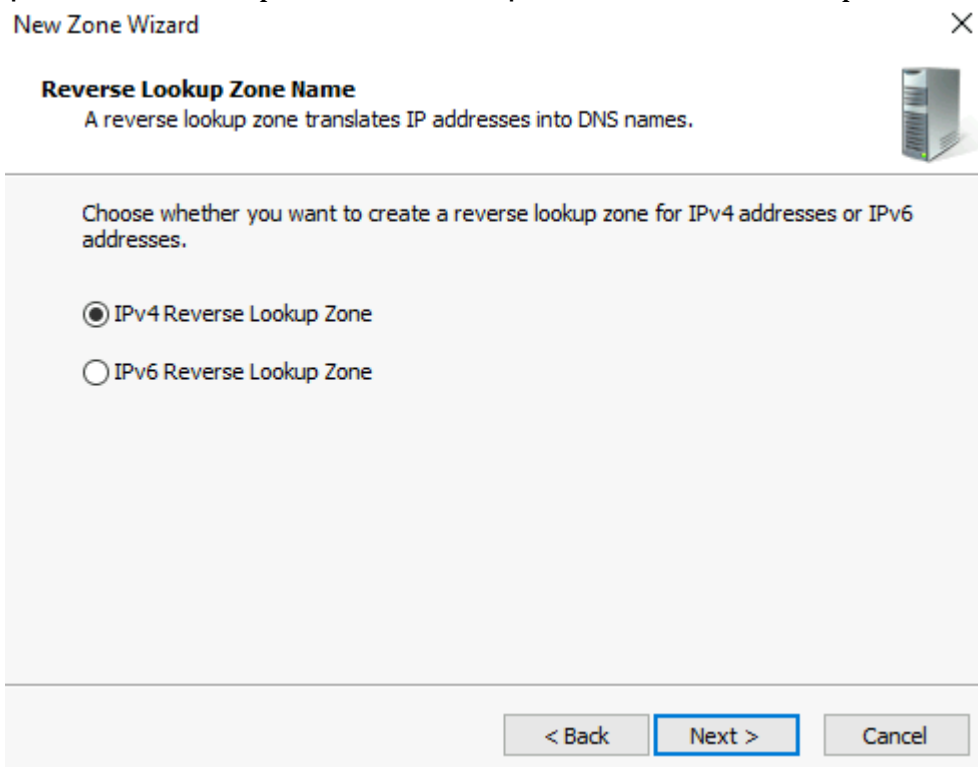 New Zone Wizard
Reverse Lookup Zone Name
A reverse lookup zone translates IP addresses into DNS names.
Choose whether you want to create a reverse lookup zone for IPv4 addresses or IPv6
addresses.
IPv4 Reverse Lookup Zone
IPv6 Reverse Lookup Zone
< Back
Next >
Cancel